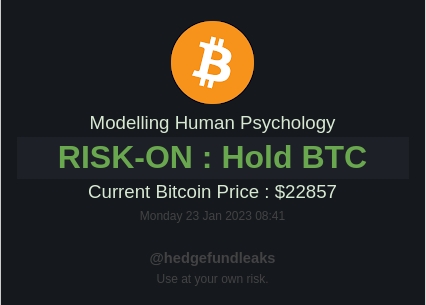 Modelling Human Psychology
RISK-ON : Hold BTC
Current Bitcoin Price : $22857
Monday 23 Jan 2023 08:41
@hedgefundleaks
Use at your own risk.